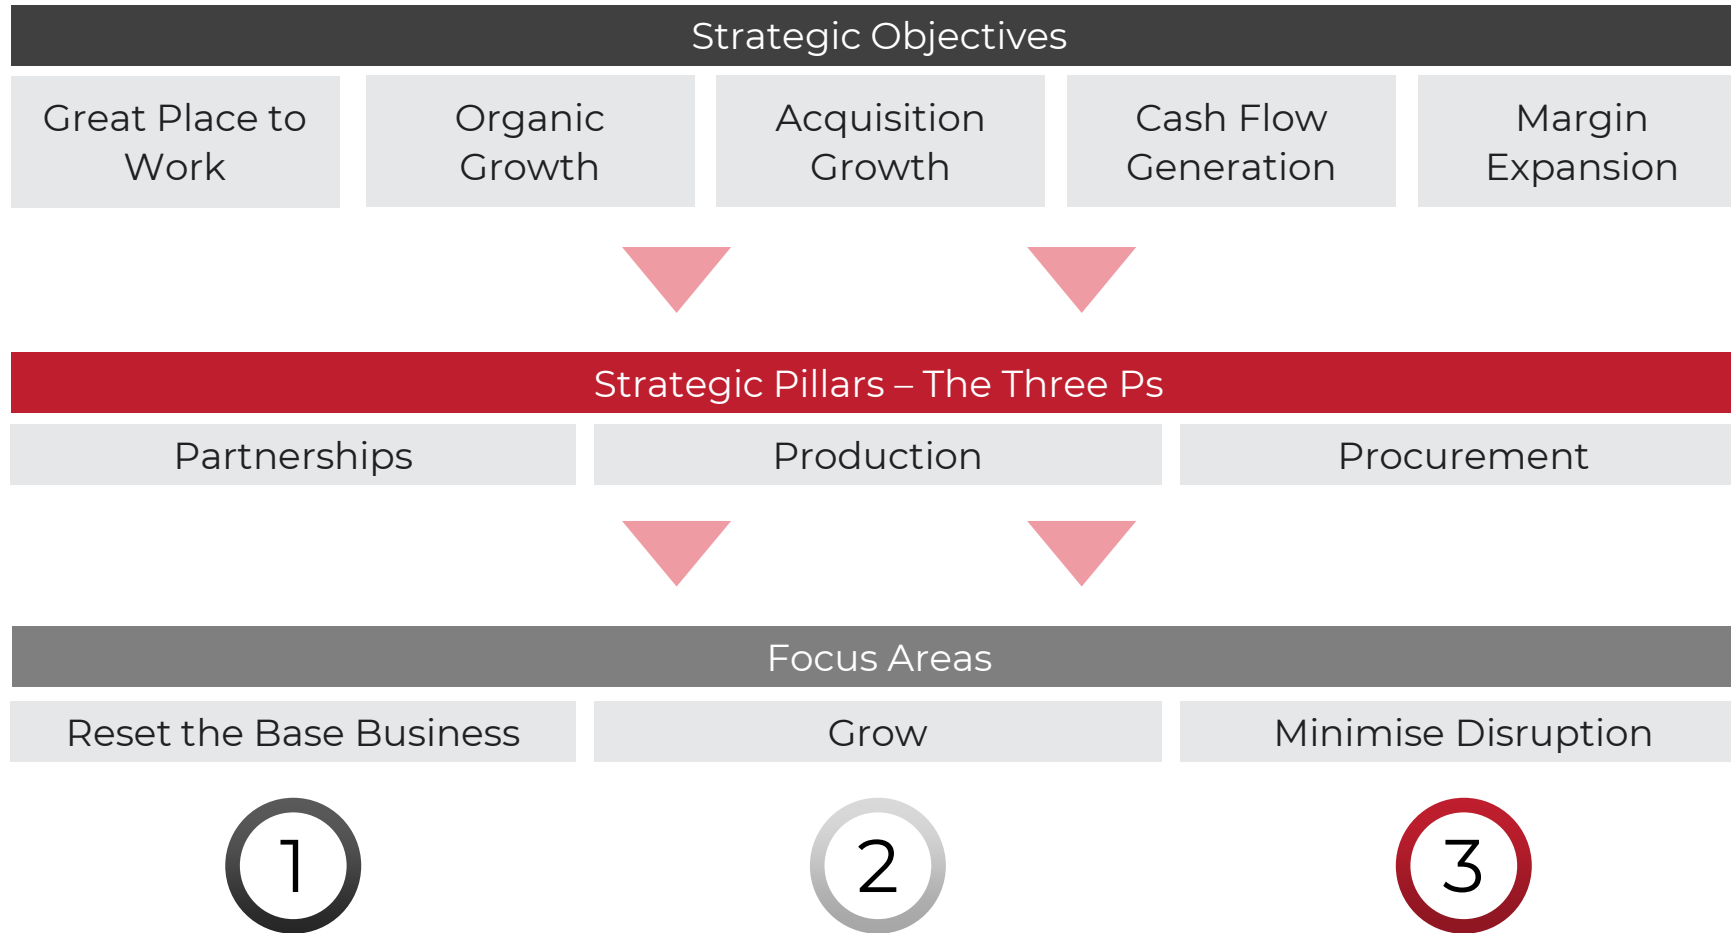 Strategic Objectives
Great Place to
Work
Organic
Growth
Acquisition
Growth
Cash Flow
Generation
Margin
Expansion
Strategic Pillars – The Three Ps
Partnerships
Production
Procurement
Focus Areas
Reset the Base Business
Grow
Minimise Disruption
1
2
3